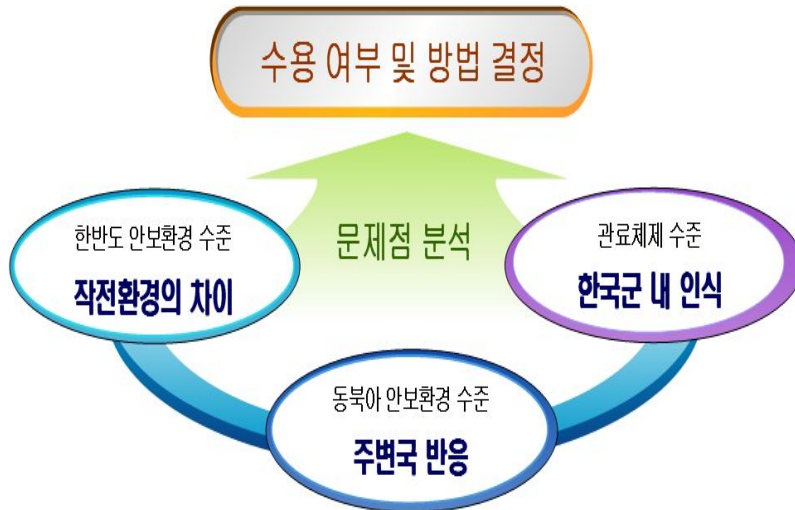 수용 여부 및 방법 결정
문제점 분석
한반도 안보환경 수준
작전환경의 차이
관료체제 수준
한국군 내 인식
동북아 안보환경 수준
주변국 반응